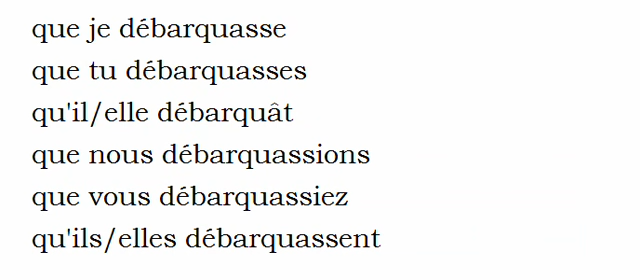 que je débarquasse
que tu débarquasses
qu'il/elle débarquât
que nous débarquassions
que vous débarquassiez
qu'ils/elles débarquassent